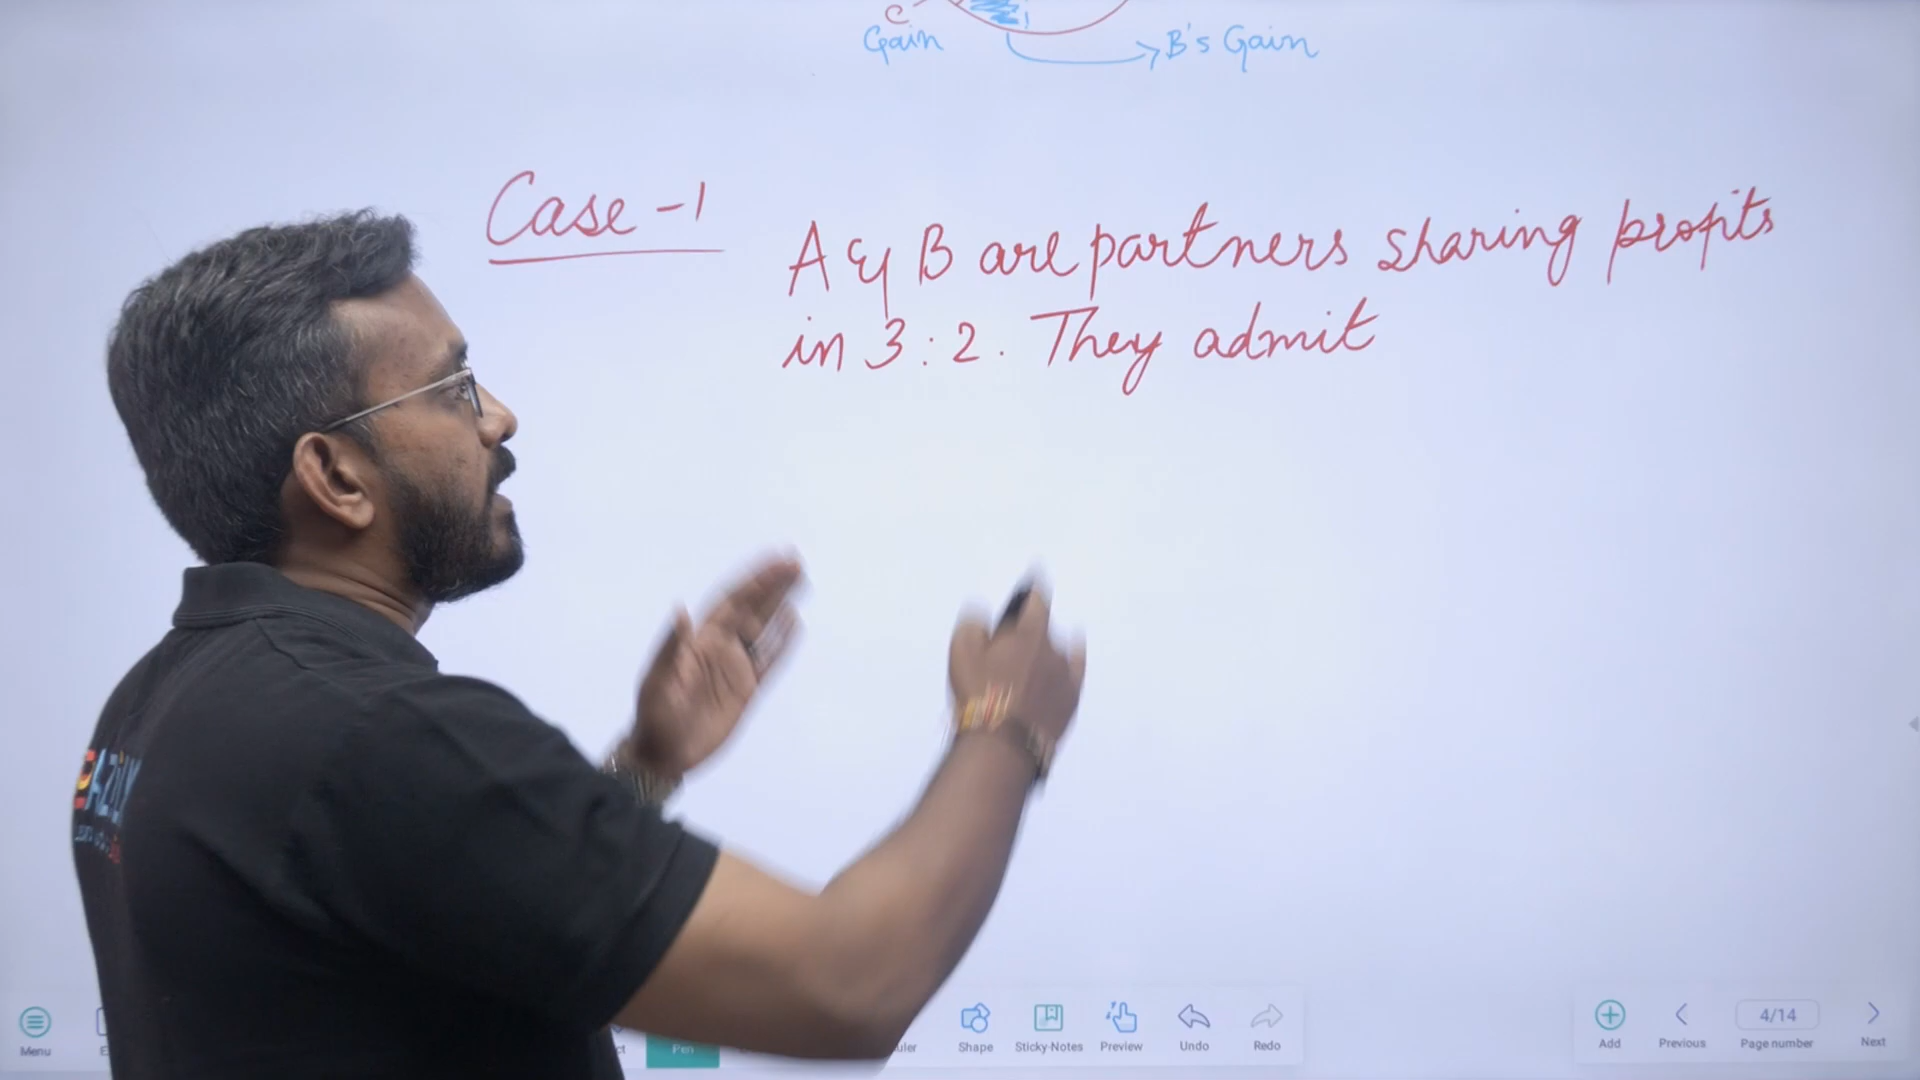 C
Gain
B's Gain
Case -1
A & B are partners sharing profits
in 3:2. They admit
Menu
Pen
Shape
Sticky-Notes
Preview
Undo
Redo
Add
Previous
4/14
Page number
Next